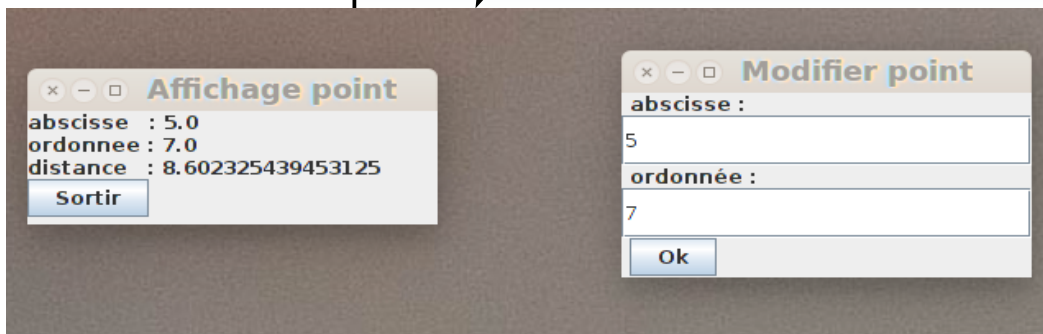 Affichage point
abscisse : 5.0
ordonnee : 7.0
distance : 8.602325439453125
Sortir
Modifier point
abscisse :
5
ordonnée :
7
Ok